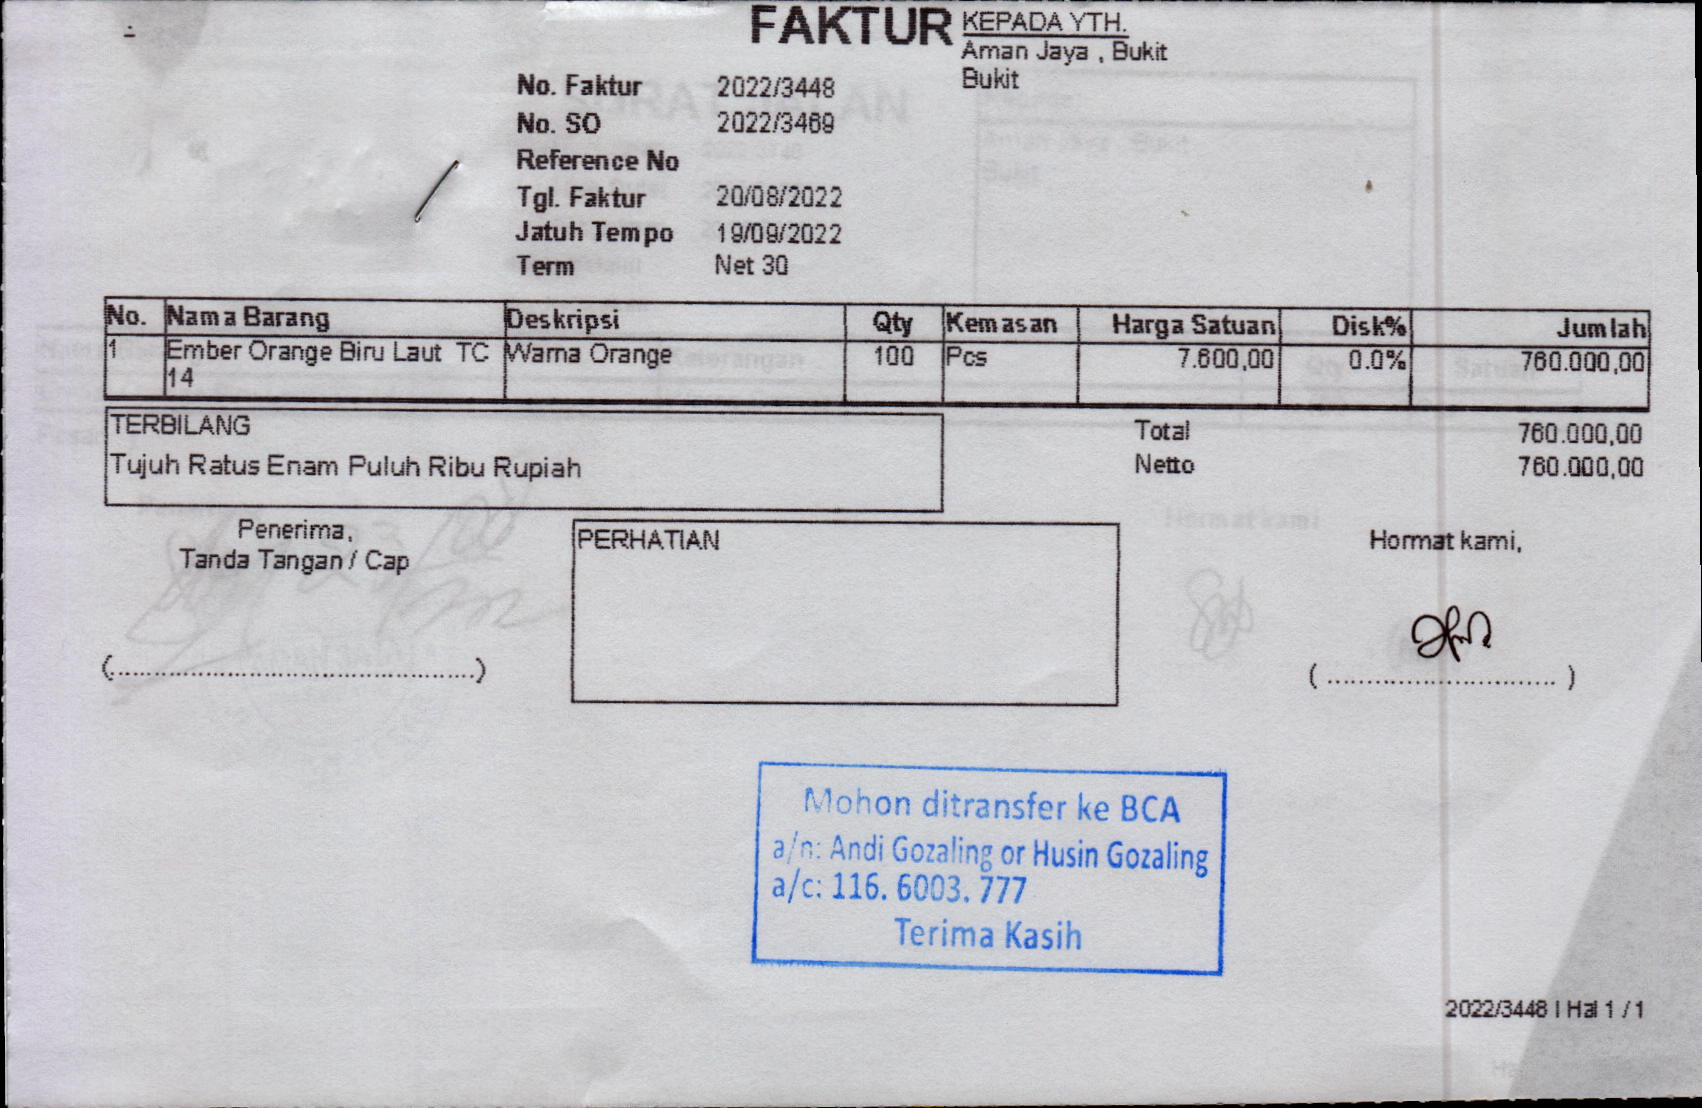 FAKTUR
KEPADA YTH.
Aman Jaya , Bukit
Bukit
No. Faktur 2022/3448
No. SO 2022/3469
Reference No
Tgl. Faktur 20/08/2022
Jatuh Tempo 19/09/2022
Term Net 30
No. Nama Barang Deskripsi Qty Kemasan Harga Satuan Disk% Jumlah
1 Ember Orange Biru Laut TC Warna Orange 100 Pcs 7.600,00 0.0% 760.000,00
14
TERBILANG
Tujuh Ratus Enam Puluh Ribu Rupiah
Total 760.000,00
Netto 760.000,00
Penerima,
Tanda Tangan / Cap
(..............................................)
PERHATIAN
Hormat kami,
( ............................. )
Mohon ditransfer ke BCA
a/n: Andi Gozaling or Husin Gozaling
a/c: 116. 6003. 777
Terima Kasih
2022/3448 | Hal 1 / 1